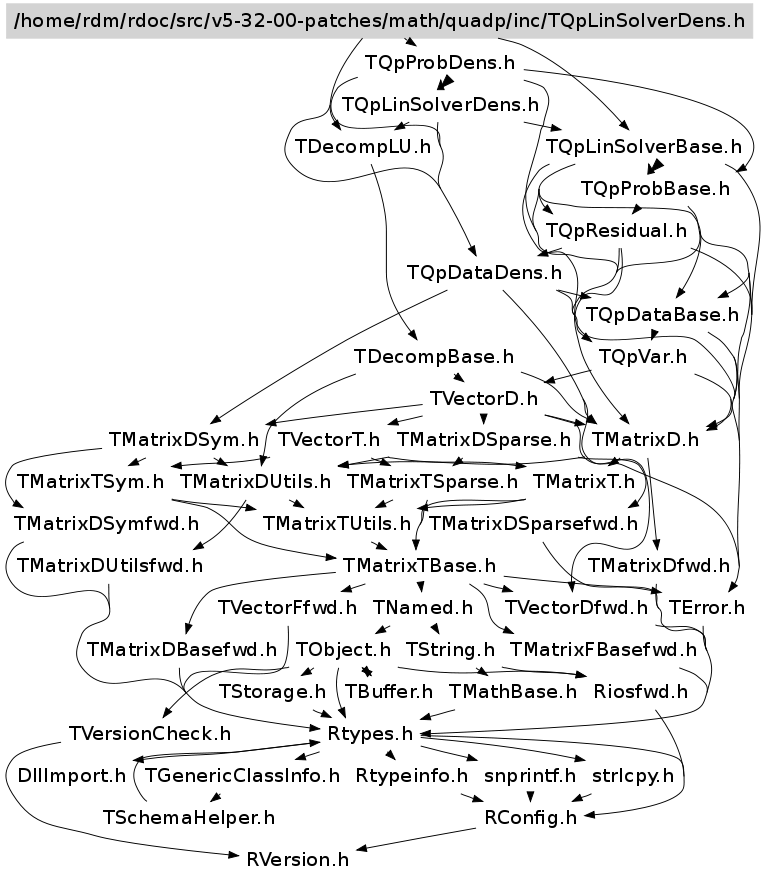 /home/rdm/rdoc/src/v5-32-00-patches/math/quadp/inc/TQpLinSolverDens.h
TQpProbDens.h
TQpLinSolverDens.h
TDecompLU.h TQpLinSolverBase.h
TQpProbBase.h
TQpResidual.h
TQpDataDens.h
TQpDataBase.h
TDecompBase.h TQpVar.h
TVectorD.h
TMatrixDSym.h TVectorT.h TMatrixDSparse.h TMatrixD.h
TMatrixTSym.h TMatrixDUtils.h TMatrixTSparse.h TMatrixT.h
TMatrixDSymfwd.h TMatrixTUtils.h TMatrixDSparsefwd.h
TMatrixDUtilsfwd.h TMatrixTBase.h TMatrixDfwd.h
TVectorFfwd.h TNamed.h TVectorDfwd.h TError.h
TMatrixDBasefwd.h TObject.h TString.h TMatrixFBasefwd.h
TStorage.h TBuffer.h TMathBase.h Riosfwd.h
TVersionCheck.h Rtypes.h
DllImport.h TGenericClassInfo.h Rtypeinfo.h snprintf.h strlcpy.h
TSchemaHelper.h RConfig.h
RVersion.h